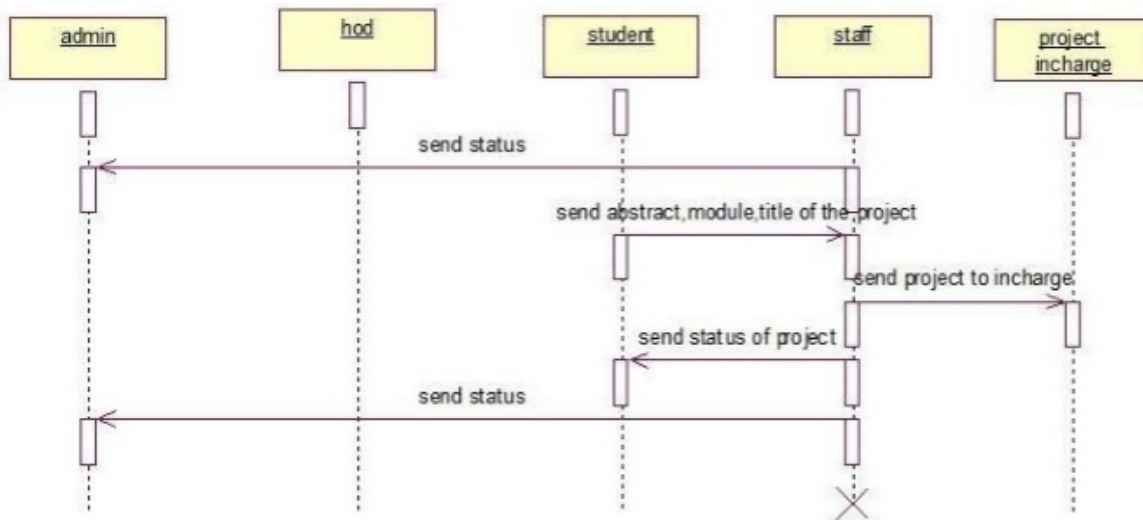 admin
hod
student
staff
project
incharge
send status
send abstract,module,title of the project
send project to incharge
send status of project
send status